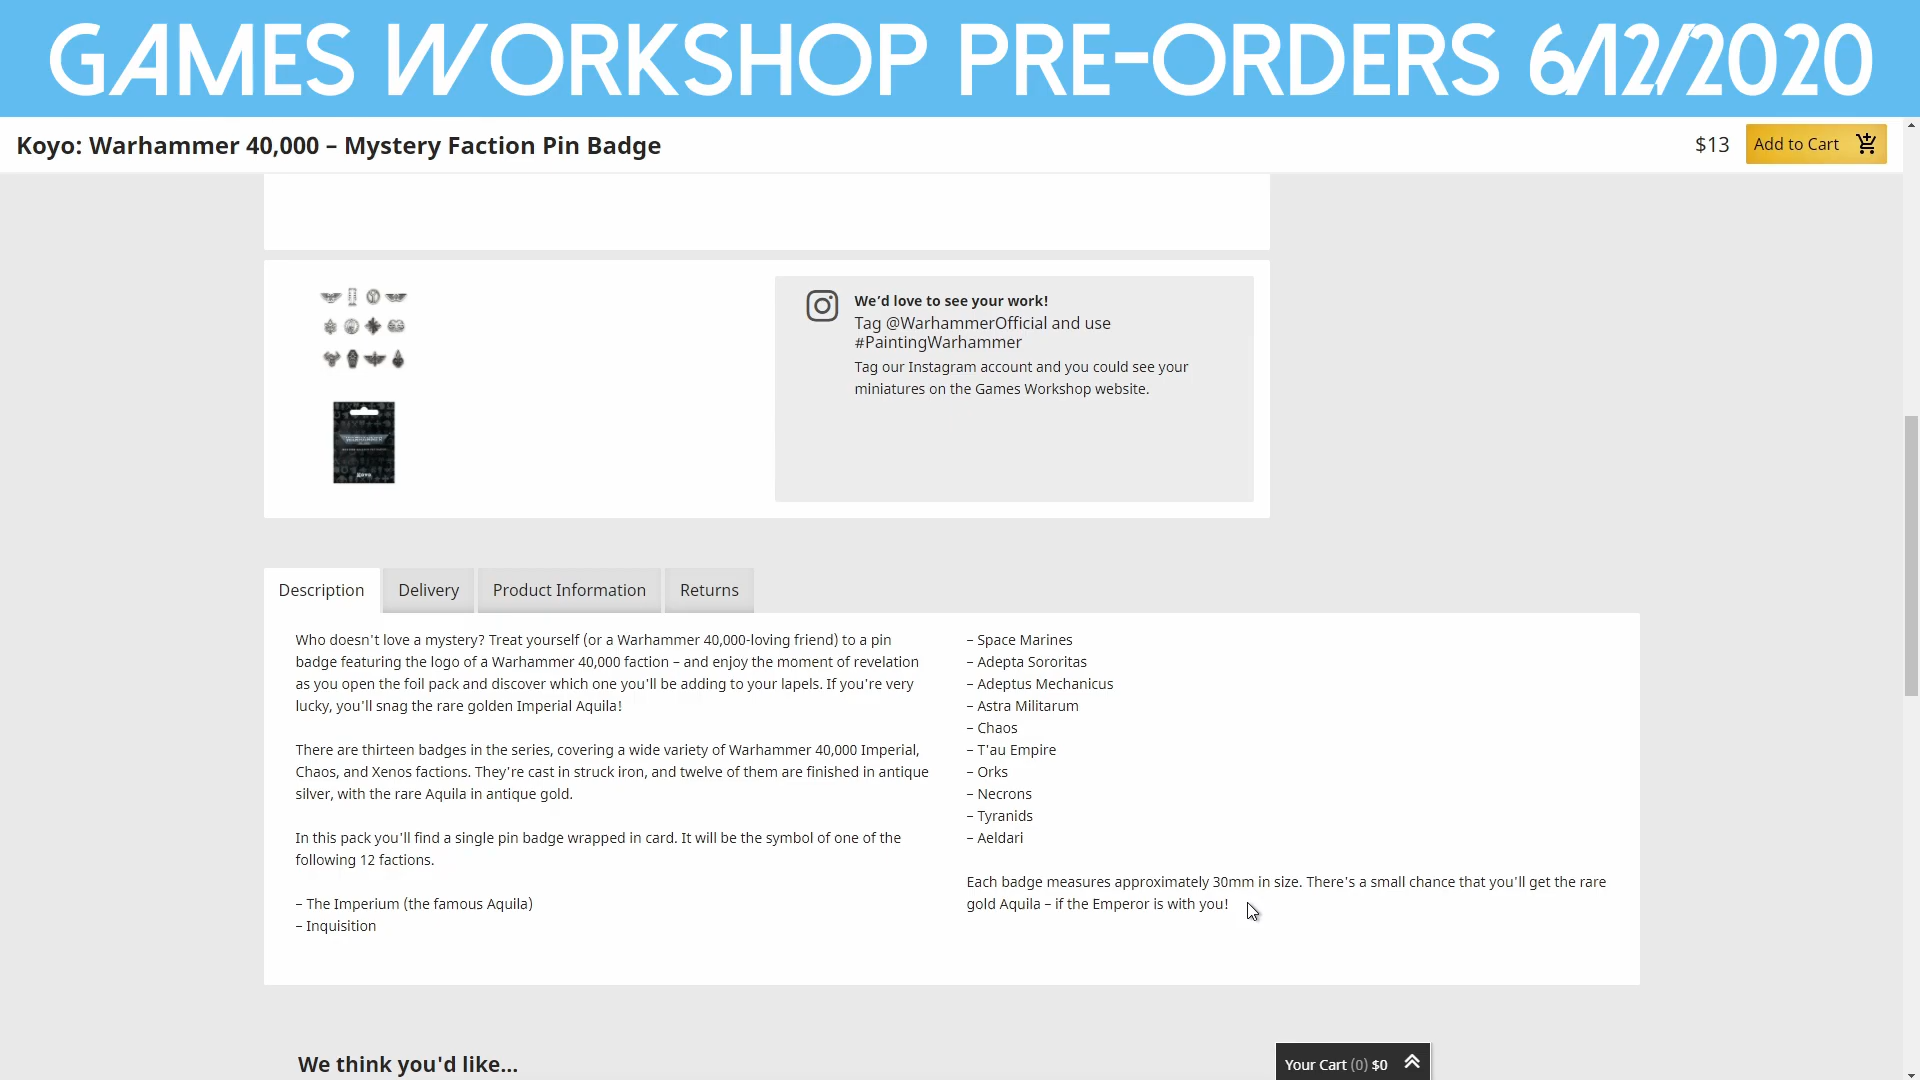 GAMES WORKSHOP PRE-ORDERS 6/12/2020
Koyo: Warhammer 40,000 – Mystery Faction Pin Badge
$13
Add to Cart
We’d love to see your work!
Tag @WarhammerOfficial and use
#PaintingWarhammer
Tag our Instagram account and you could see your
miniatures on the Games Workshop website.
WARHAMMER
Description
Delivery
Product Information
Returns
Who doesn't love a mystery? Treat yourself (or a Warhammer 40,000-loving friend) to a pin
badge featuring the logo of a Warhammer 40,000 faction – and enjoy the moment of revelation
as you open the foil pack and discover which one you'll be adding to your lapels. If you're very
lucky, you'll snag the rare golden Imperial Aquila!
There are thirteen badges in the series, covering a wide variety of Warhammer 40,000 Imperial,
Chaos, and Xenos factions. They're cast in struck iron, and twelve of them are finished in antique
silver, with the rare Aquila in antique gold.
In this pack you'll find a single pin badge wrapped in card. It will be the symbol of one of the
following 12 factions.
– The Imperium (the famous Aquila)
– Inquisition
– Space Marines
– Adepta Sororitas
– Adeptus Mechanicus
– Astra Militarum
– Chaos
– T'au Empire
– Orks
– Necrons
– Tyranids
– Aeldari
Each badge measures approximately 30mm in size. There's a small chance that you'll get the rare
gold Aquila – if the Emperor is with you!
We think you'd like...
Your Cart (0) $0